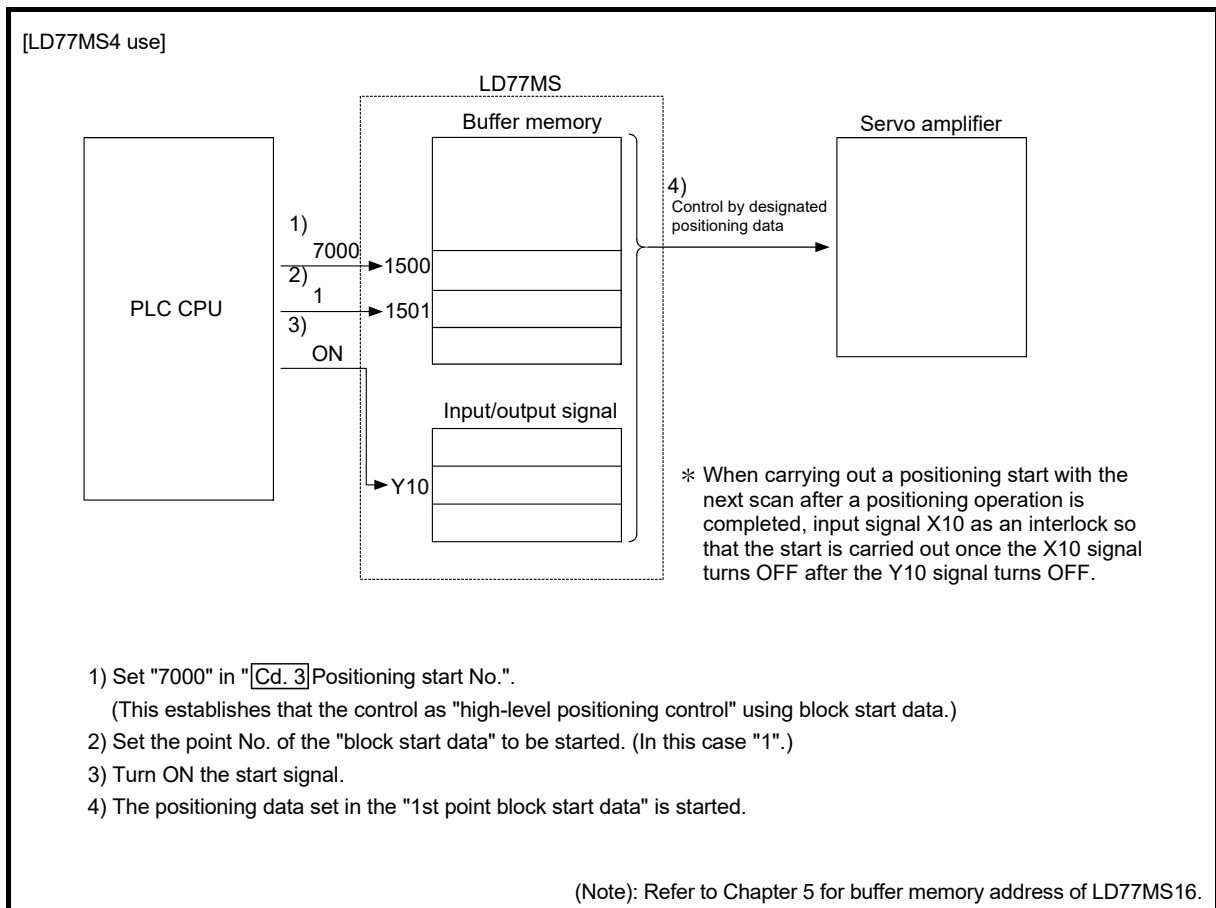 [LD77MS4 use]
LD77MS
Buffer memory
Servo amplifier
PLC CPU
1)
7000
1500
2)
1
1501
3)
ON
Input/output signal
Y10
4)
Control by designated
positioning data
* When carrying out a positioning start with the
next scan after a positioning operation is
completed, input signal X10 as an interlock so
that the start is carried out once the X10 signal
turns OFF after the Y10 signal turns OFF.
1) Set "7000" in "Cd. 3 Positioning start No.".
(This establishes that the control as "high-level positioning control" using block start data.)
2) Set the point No. of the "block start data" to be started. (In this case "1".)
3) Turn ON the start signal.
4) The positioning data set in the "1st point block start data" is started.
(Note): Refer to Chapter 5 for buffer memory address of LD77MS16.